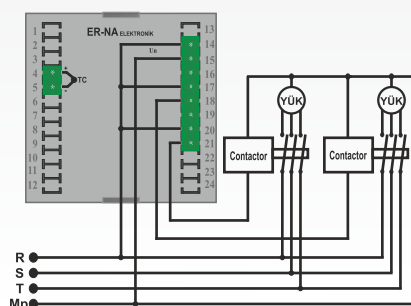 ER-NA ELEKTRONİK
1
2
3
4
5
6
7
8
9
10
11
12
+
-
TC
Un
13
14
15
16
17
18
19
20
21
22
23
24
YÜK
YÜK
Contactor
Contactor
R
S
T
Mp